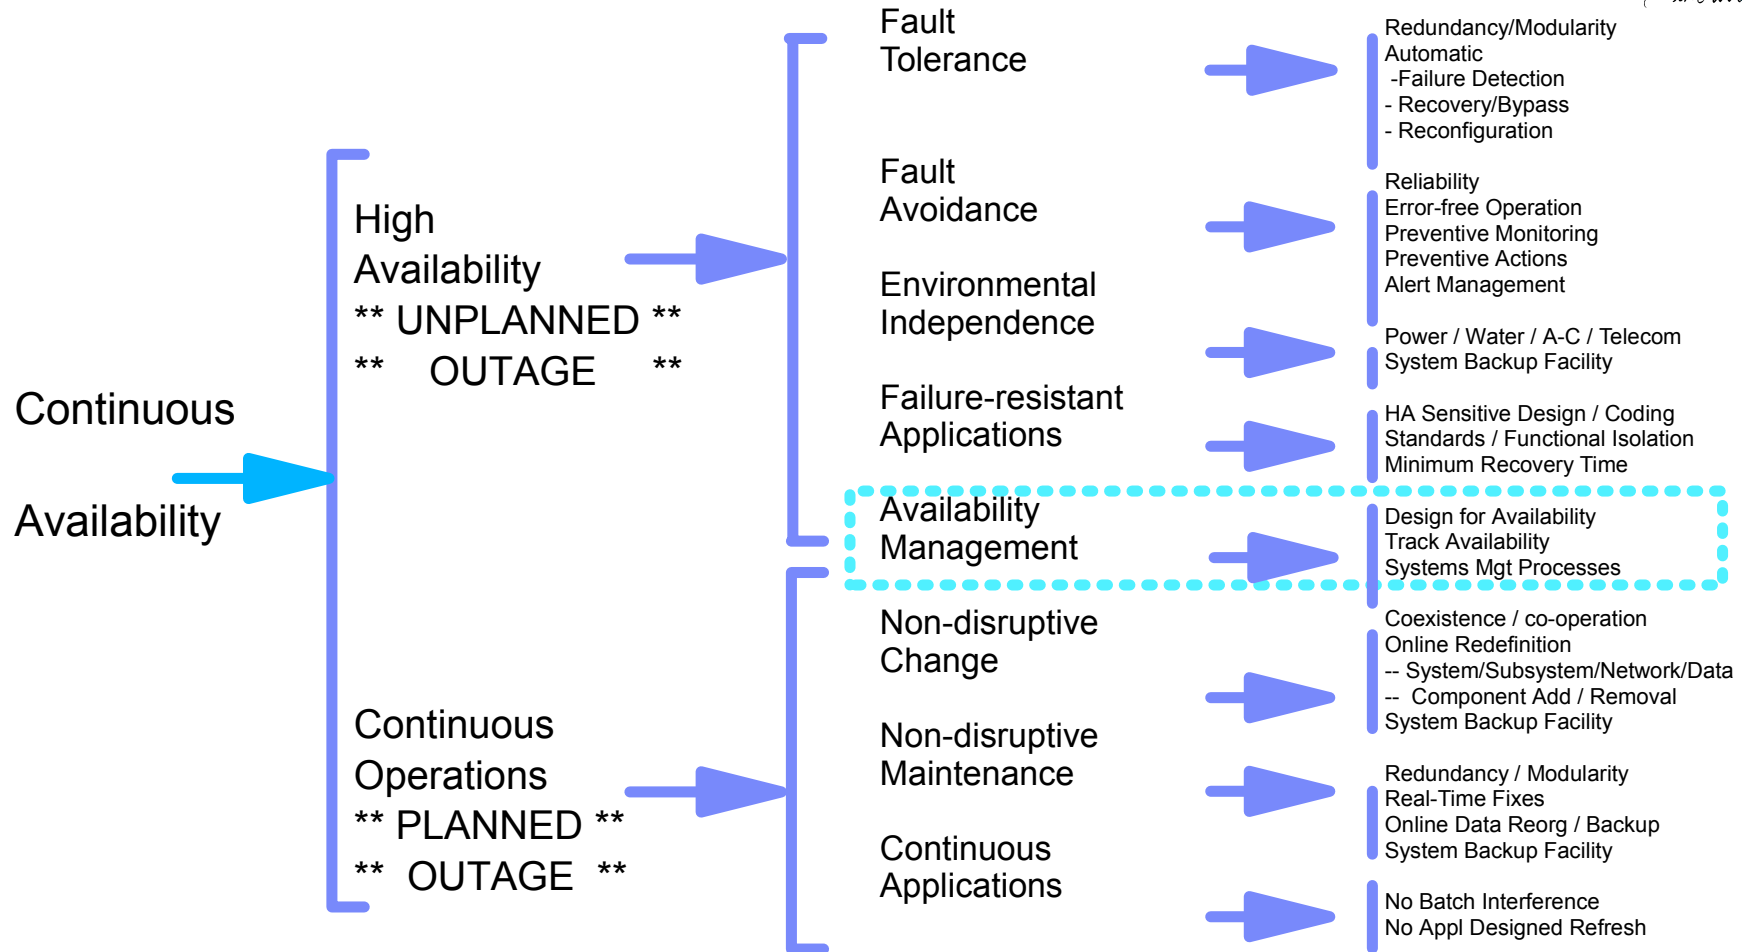 Continuous
Availability
High
Availability
** UNPLANNED **
** OUTAGE **
Continuous
Operations
** PLANNED **
** OUTAGE **
Fault
Tolerance
Redundancy/Modularity
Automatic
-Failure Detection
- Recovery/Bypass
- Reconfiguration
Fault
Avoidance
Reliability
Error-free Operation
Preventive Monitoring
Preventive Actions
Alert Management
Environmental
Independence
Power / Water / A-C / Telecom
System Backup Facility
Failure-resistant
Applications
HA Sensitive Design / Coding
Standards / Functional Isolation
Minimum Recovery Time
Availability
Management
Design for Availability
Track Availability
Systems Mgt Processes
Non-disruptive
Change
Coexistence / co-operation
Online Redefinition
-- System/Subsystem/Network/Data
-- Component Add / Removal
System Backup Facility
Non-disruptive
Maintenance
Redundancy / Modularity
Real-Time Fixes
Online Data Reorg / Backup
System Backup Facility
Continuous
Applications
No Batch Interference
No Appl Designed Refresh